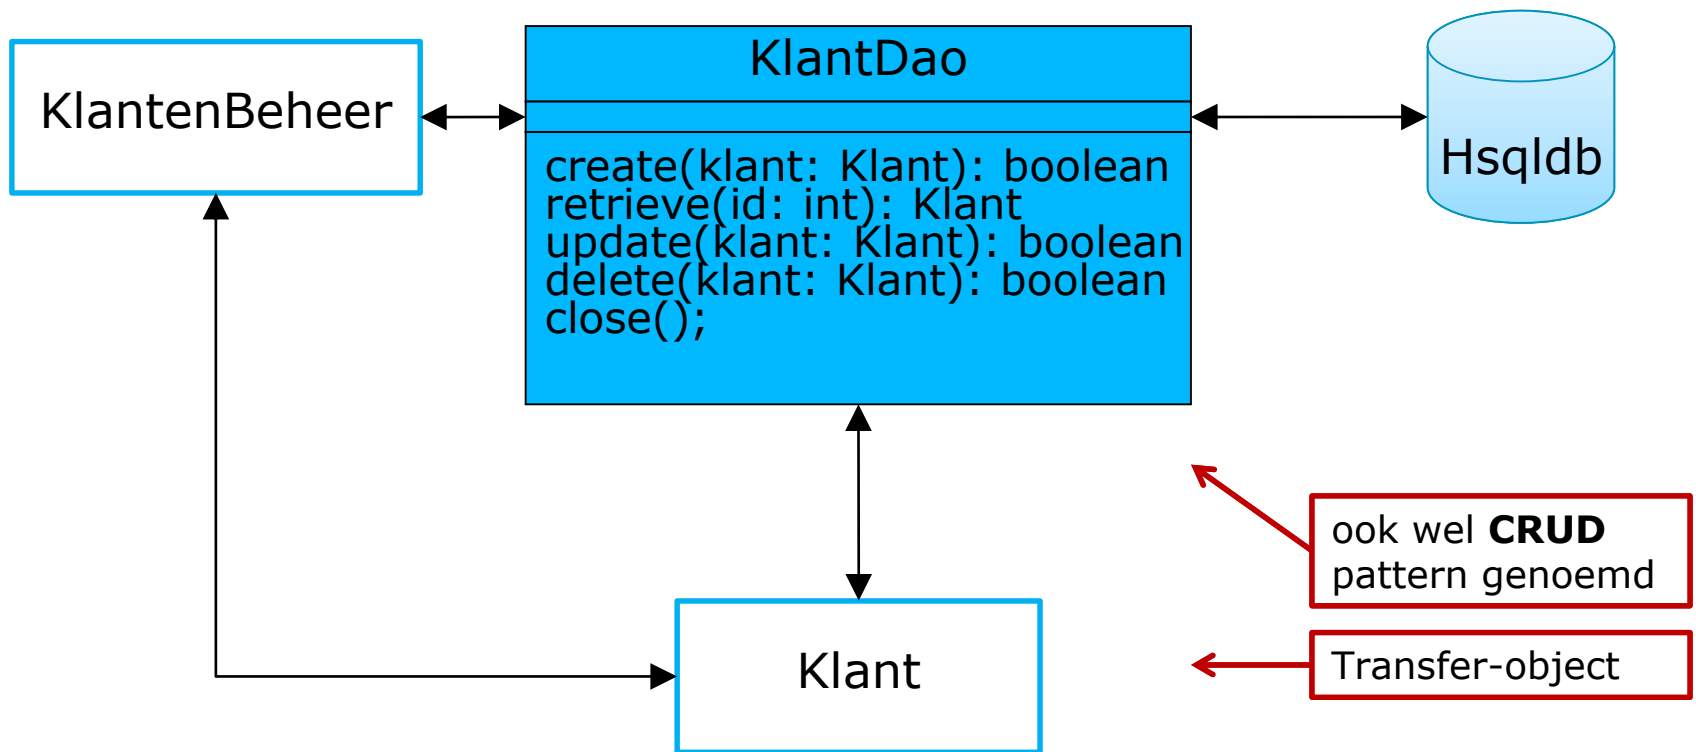 KlantenBeheer
KlantDao
create(klant: Klant): boolean
retrieve(id: int): Klant
update(klant: Klant): boolean
delete(klant: Klant): boolean
close();
Hsqldb
ook wel CRUD
pattern genoemd
Klant
Transfer-object